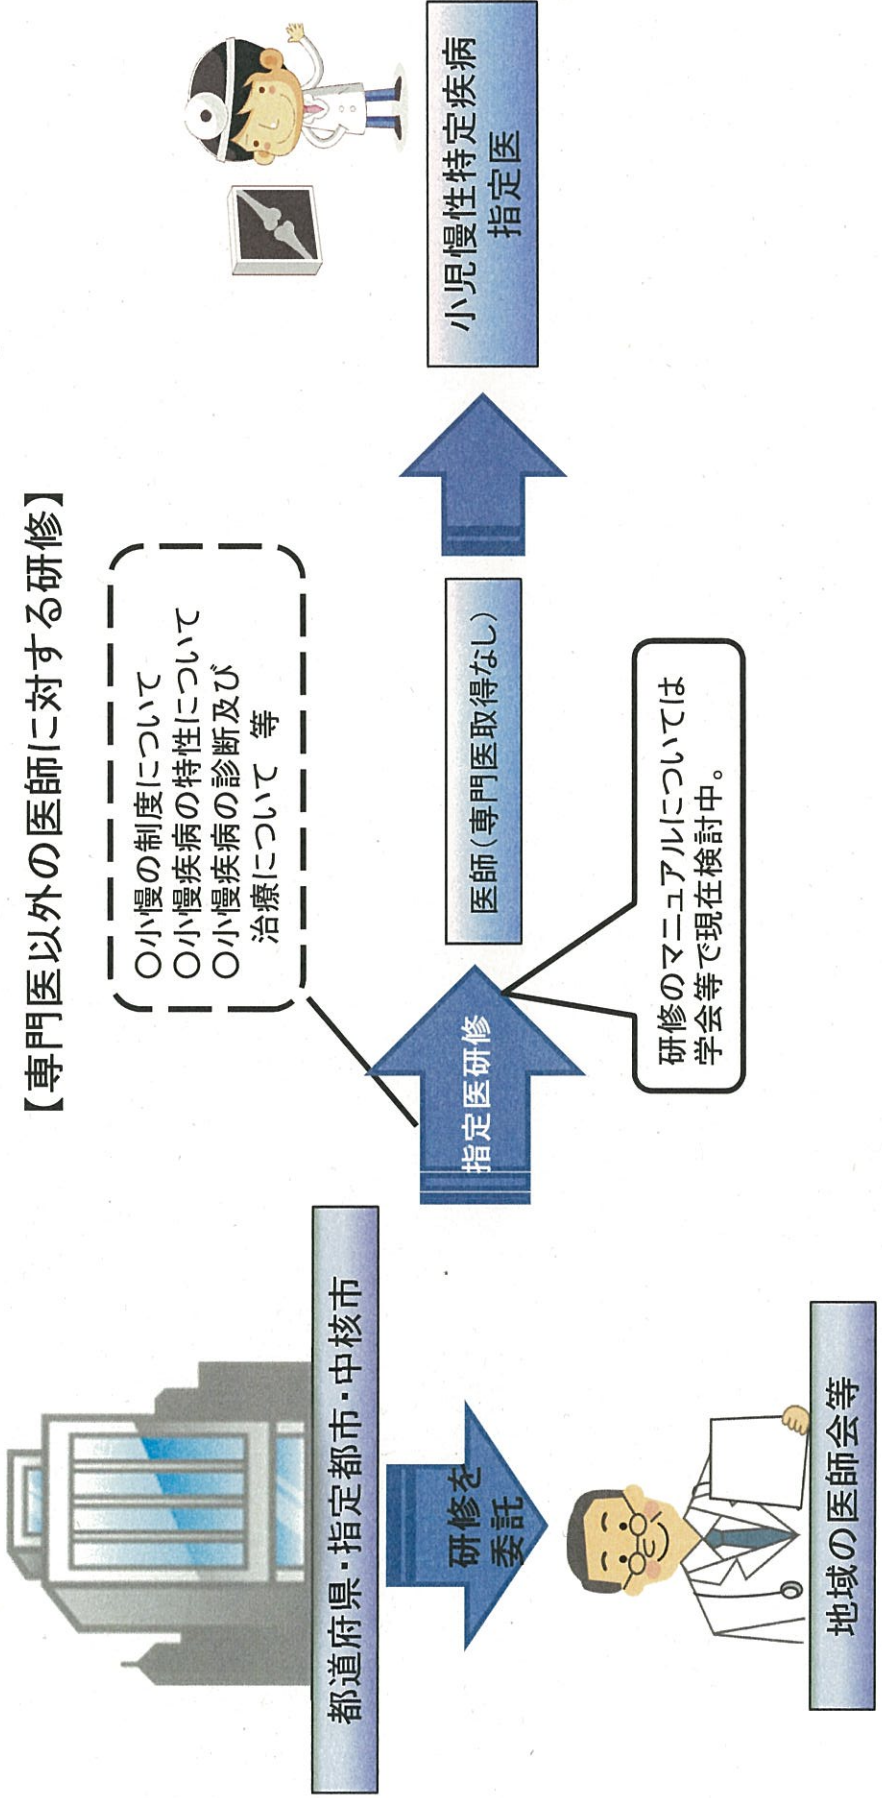 【専門医以外の医師に対する研修】
○小慢の制度について
○小慢疾病の特性について
○小慢疾病の診断及び
治療について 等
都道府県・指定都市・中核市
研修を
委託
地域の医師会等
指定医研修
医師(専門医取得なし)
小児慢性特定疾病
指定医
研修のマニュアルについては
学会等で現在検討中。